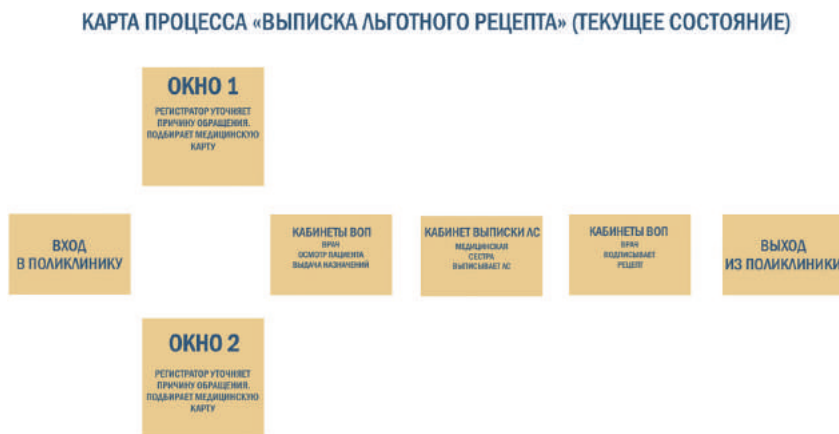 КАРТА ПРОЦЕССА «ВЫПИСКА ЛЬГОТНОГО РЕЦЕПТА» (ТЕКУЩЕЕ СОСТОЯНИЕ)
ОКНО 1
РЕГИСТРАТОР УТОЧНЯЕТ
ПРИЧИНУ ОБРАЩЕНИЯ.
ПОДБИРАЕТ МЕДИЦИНСКУЮ
КАРТУ
ВХОД
В ПОЛИКЛИНИКУ
КАБИНЕТЫ ВОП
ВРАЧ
ОСМОТР ПАЦИЕНТА
ВЫДАЧА НАЗНАЧЕНИЙ
КАБИНЕТ ВЫПИСКИ ЛС
МЕДИЦИНСКАЯ
СЕСТРА
ВЫПИСЫВАЕТ ЛС
КАБИНЕТЫ ВОП
ВРАЧ
ПОДПИСЫВАЕТ
РЕЦЕПТ
ВЫХОД
ИЗ ПОЛИКЛИНИКИ
ОКНО 2
РЕГИСТРАТОР УТОЧНЯЕТ
ПРИЧИНУ ОБРАЩЕНИЯ.
ПОДБИРАЕТ МЕДИЦИНСКУЮ
КАРТУ